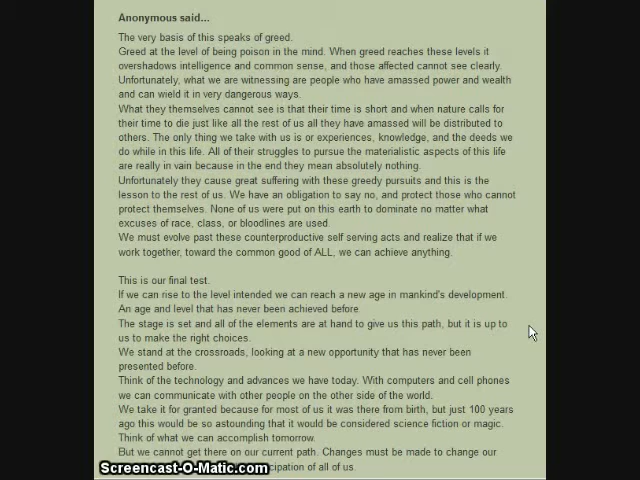 Anonymous said...
The very basis of this speaks of greed.
Greed at the level of being poison in the mind. When greed reaches these levels it
overshadows intelligence and common sense, and those affected cannot see clearly.
Unfortunately, what we are witnessing are people who have amassed power and wealth
and can wield it in very dangerous ways.
What they themselves cannot see is that their time is short and when nature calls for
their time to die just like all the rest of us all they have amassed will be distributed to
others. The only thing we take with us is or experiences, knowledge, and the deeds we
do while in this life. All of their struggles to pursue the materialistic aspects of this life
are really in vain because in the end they mean absolutely nothing.
Unfortunately they cause great suffering with these greedy pursuits and this is the
lesson to the rest of us. We have an obligation to say no, and protect those who cannot
protect themselves. None of us were put on this earth to dominate no matter what
excuses of race, class, or bloodlines are used.
We must evolve past these counterproductive self serving acts and realize that if we
work together, toward the common good of ALL, we can achieve anything.
This is our final test.
If we can rise to the level intended we can reach a new age in mankind's development.
An age and level that has never been achieved before.
The stage is set and all of the elements are at hand to give us this path, but it is up to
us to make the right choices.
We stand at the crossroads, looking at a new opportunity that has never been
presented before.
Think of the technology and advances we have today. With computers and cell phones
we can communicate with other people on the other side of the world.
We take it for granted because for most of us it was there from birth, but just 100 years
ago this would be so astounding that it would be considered science fiction or magic.
Think of what we can accomplish tomorrow.
But we cannot get there on our current path. Changes must be made to change our
Screencast-O-Matic.com
of all of us.